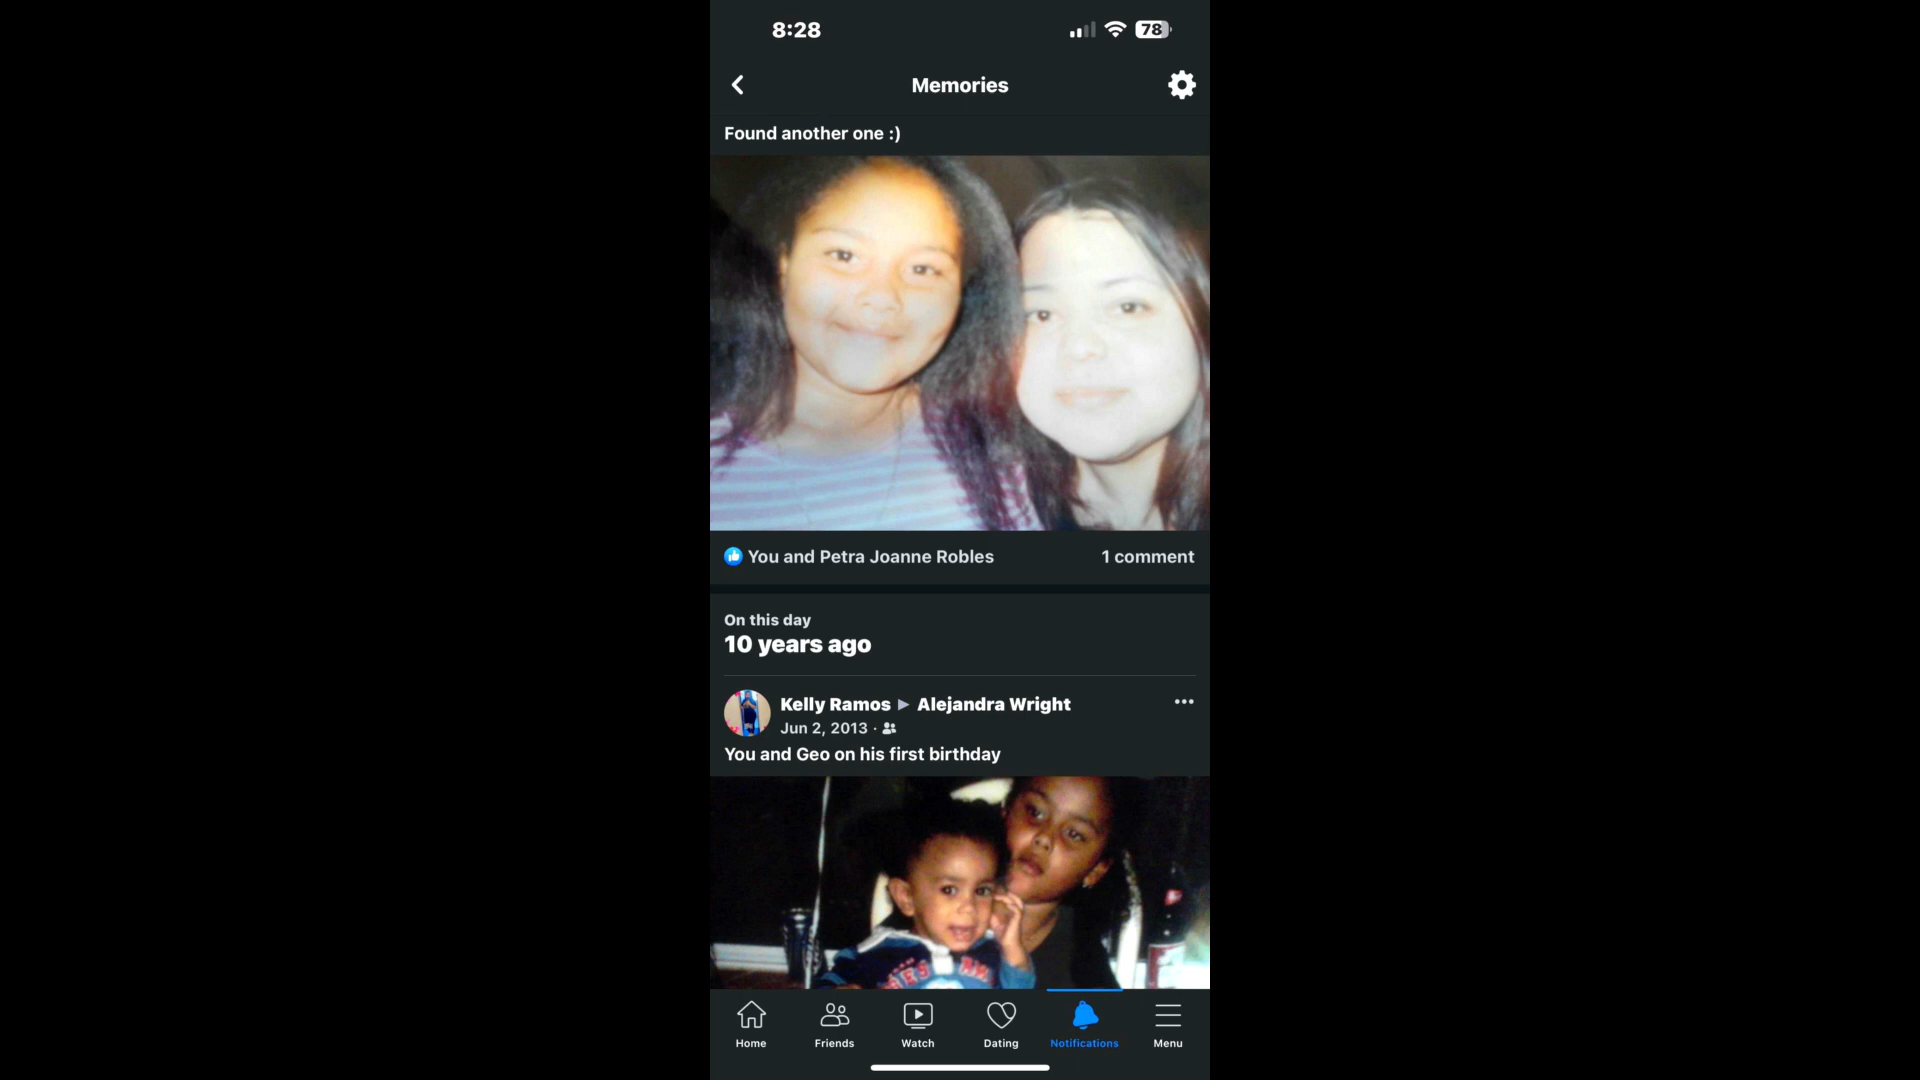 8:28
78
Memories
Found another one :)
You and Petra Joanne Robles
1 comment
On this day
10 years ago
Kelly Ramos ▶ Alejandra Wright
Jun 2, 2013 ·
You and Geo on his first birthday
Home
Friends
Watch
Dating
Notifications
Menu